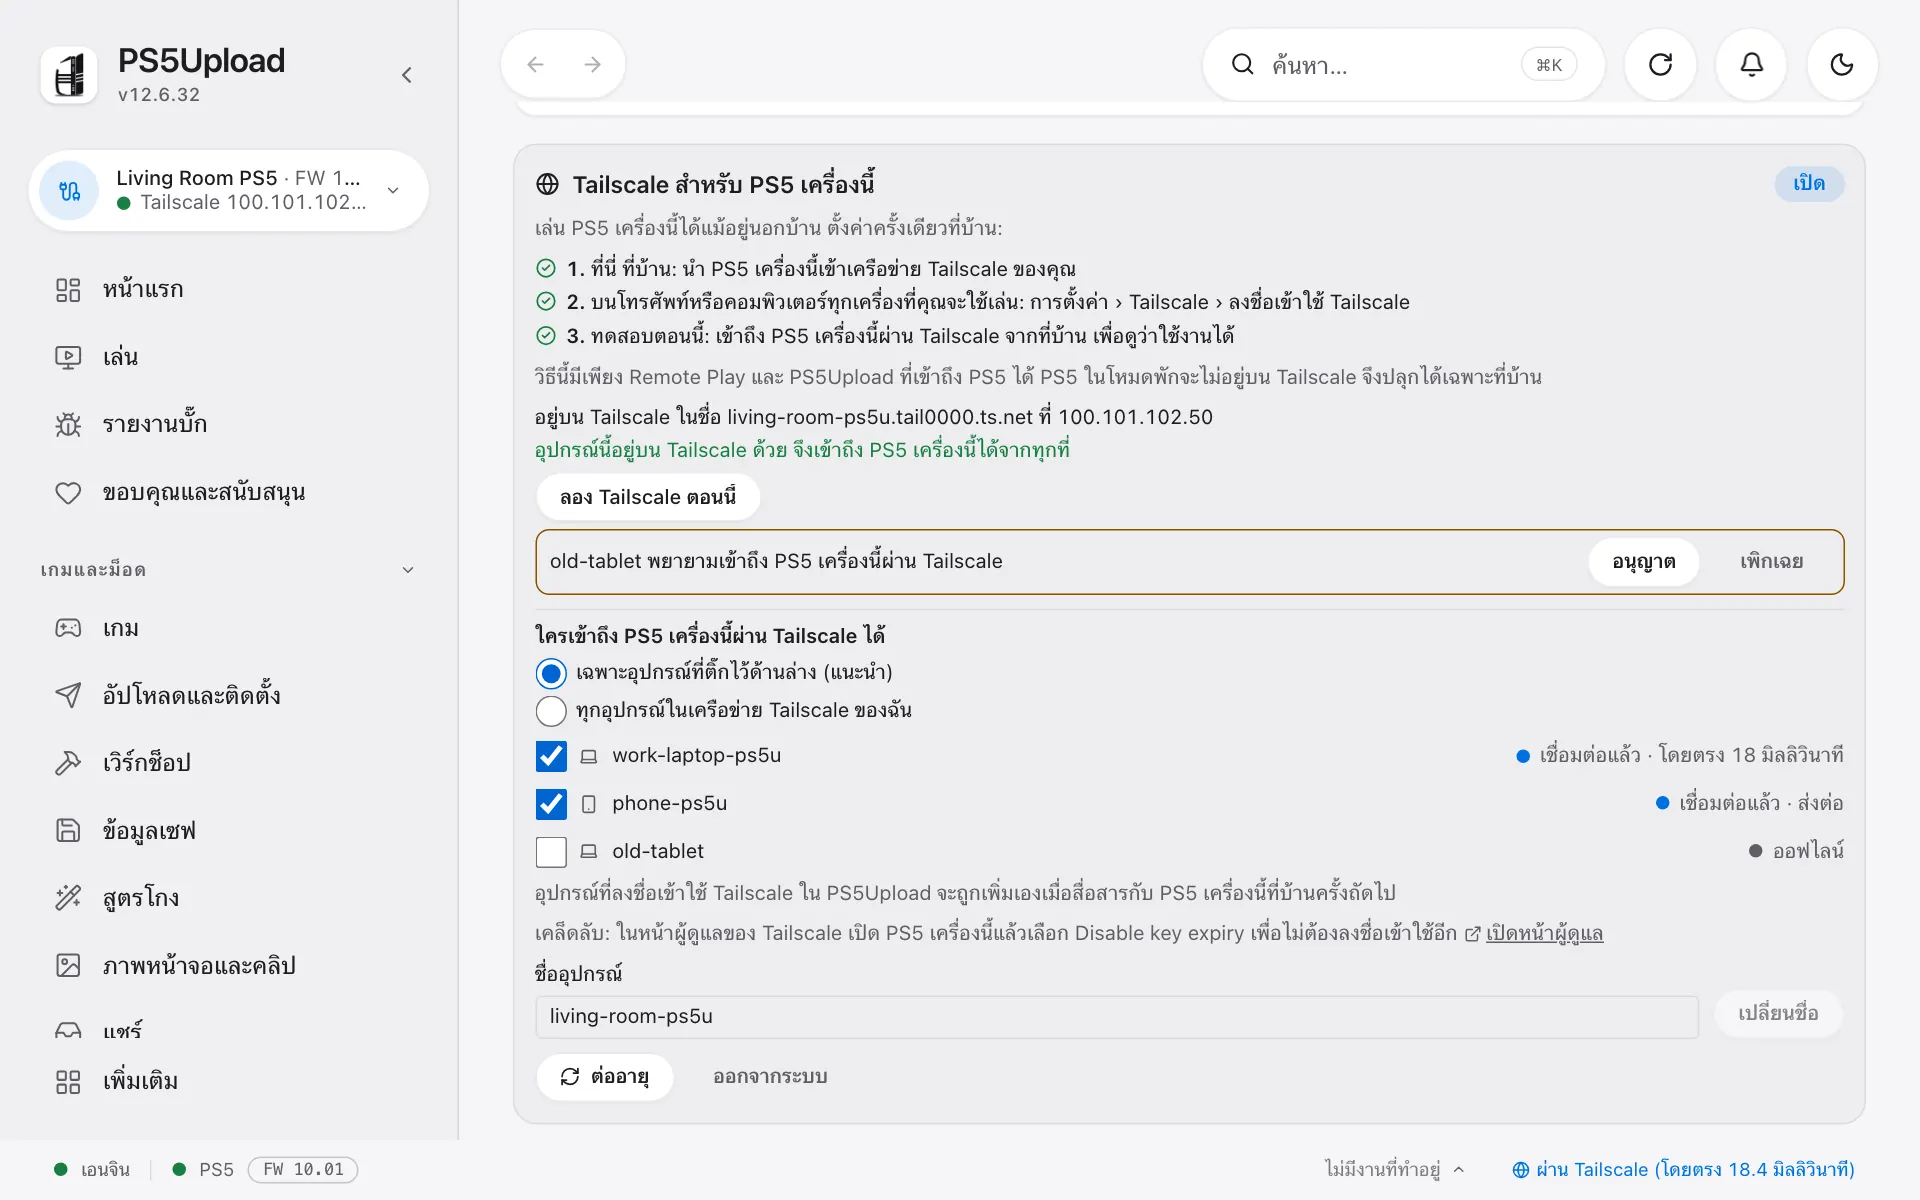 PS5Upload
v12.6.32
Living Room PS5 · FW 1...
Tailscale 100.101.102...
หน้าแรก
เล่น
รายงานบั๊ก
ขอบคุณและสนับสนุน
เกมและม็อด
เกม
อัปโหลดและติดตั้ง
เวิร์กช็อป
ข้อมูลเซฟ
สูตรโกง
ภาพหน้าจอและคลิป
แชร์
เพิ่มเติม
ค้นหา...
⌘K
Tailscale สำหรับ PS5 เครื่องนี้
เปิด
เล่น PS5 เครื่องนี้ได้แม้อยู่นอกบ้าน ตั้งค่าครั้งเดียวที่บ้าน:
1. ที่นี่ ที่บ้าน: นำ PS5 เครื่องนี้เข้าเครือข่าย Tailscale ของคุณ
2. บนโทรศัพท์หรือคอมพิวเตอร์ทุกเครื่องที่คุณจะใช้เล่น: การตั้งค่า › Tailscale › ลงชื่อเข้าใช้ Tailscale
3. ทดสอบตอนนี้: เข้าถึง PS5 เครื่องนี้ผ่าน Tailscale จากที่บ้าน เพื่อดูว่าใช้งานได้
วิธีนี้มีเพียง Remote Play และ PS5Upload ที่เข้าถึง PS5 ได้ PS5 ในโหมดพักจะไม่อยู่บน Tailscale จึงปลุกได้เฉพาะที่บ้าน
อยู่บน Tailscale ในชื่อ living-room-ps5u.tail0000.ts.net ที่ 100.101.102.50
อุปกรณ์นี้อยู่บน Tailscale ด้วย จึงเข้าถึง PS5 เครื่องนี้ได้จากทุกที่
ลอง Tailscale ตอนนี้
old-tablet พยายามเข้าถึง PS5 เครื่องนี้ผ่าน Tailscale
อนุญาต
เพิกเฉย
ใครเข้าถึง PS5 เครื่องนี้ผ่าน Tailscale ได้
เฉพาะอุปกรณ์ที่ติ๊กไว้ด้านล่าง (แนะนำ)
ทุกอุปกรณ์ในเครือข่าย Tailscale ของฉัน
work-laptop-ps5u
เชื่อมต่อแล้ว · โดยตรง 18 มิลลิวินาที
phone-ps5u
เชื่อมต่อแล้ว · ส่งต่อ
old-tablet
ออฟไลน์
อุปกรณ์ที่ลงชื่อเข้าใช้ Tailscale ใน PS5Upload จะถูกเพิ่มเองเมื่อสื่อสารกับ PS5 เครื่องนี้ที่บ้านครั้งถัดไป
เคล็ดลับ: ในหน้าผู้ดูแลของ Tailscale เปิด PS5 เครื่องนี้แล้วเลือก Disable key expiry เพื่อไม่ต้องลงชื่อเข้าใช้อีก เปิดหน้าผู้ดูแล
ชื่ออุปกรณ์
living-room-ps5u
เปลี่ยนชื่อ
ต่ออายุ
ออกจากระบบ
เอนจิน
PS5
FW 10.01
ไม่มีงานที่ทำอยู่
ผ่าน Tailscale (โดยตรง 18.4 มิลลิวินาที)